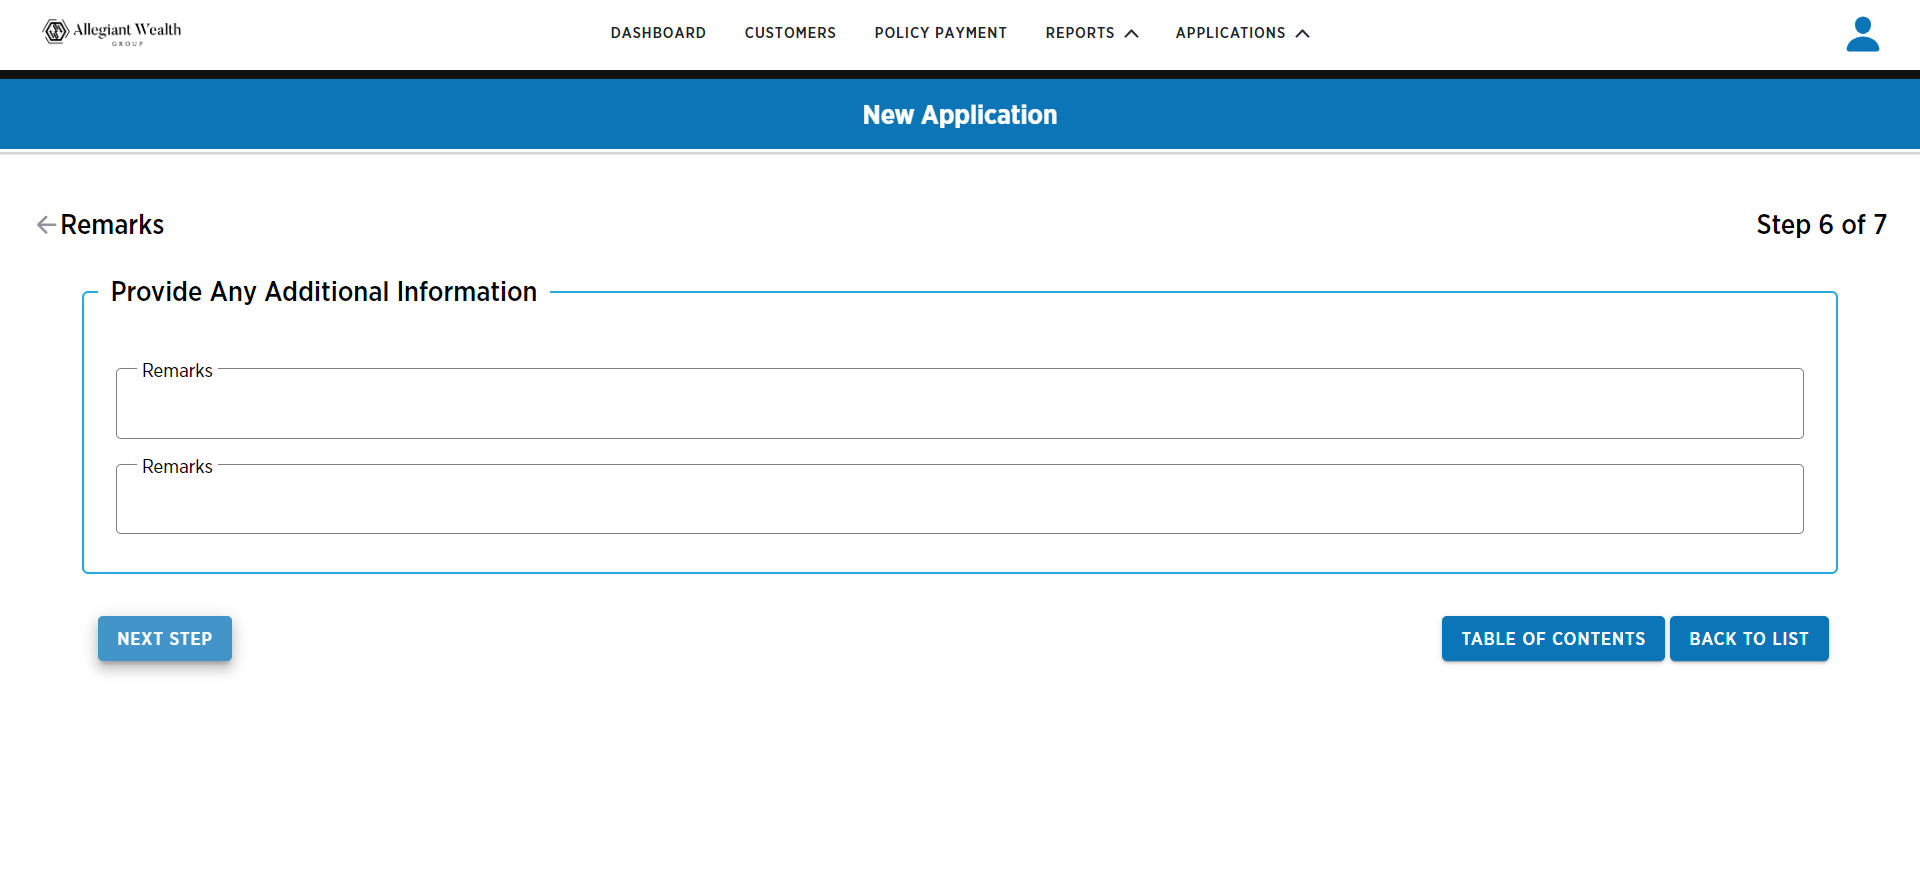 Allegiant Wealth
GROUP
DASHBOARD CUSTOMERS POLICY PAYMENT REPORTS APPLICATIONS
New Application
Remarks
Step 6 of 7
Provide Any Additional Information
Remarks
Remarks
NEXT STEP
TABLE OF CONTENTS
BACK TO LIST